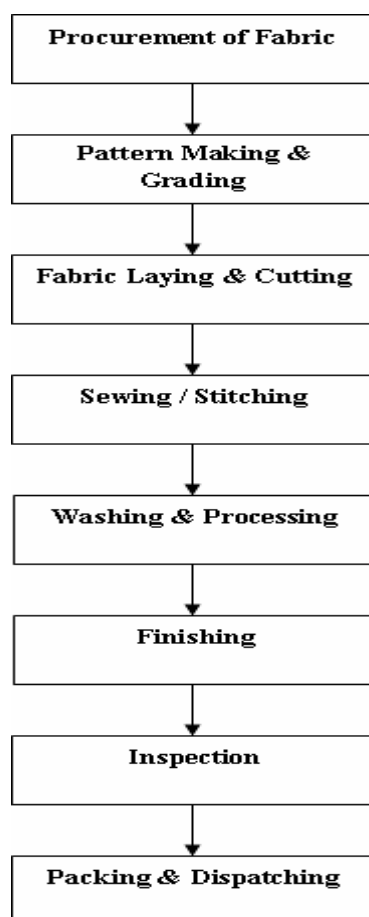 Procurement of Fabric
Pattern Making &
Grading
Fabric Laying & Cutting
Sewing / Stitching
Washing & Processing
Finishing
Inspection
Packing & Dispatching